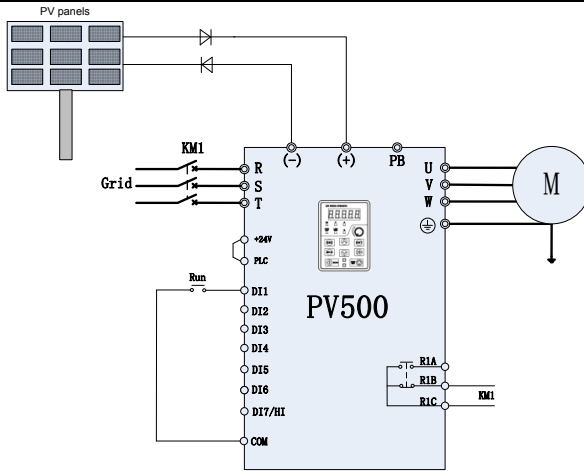 PV panels
KM1
Grid
R
S
T
(-)
(+)
PB
U
V
W
M
+24V
PLC
Run
DI1
DI2
DI3
DI4
DI5
DI6
DI7/HI
COM
PV500
R1A
R1B
R1C
KM1